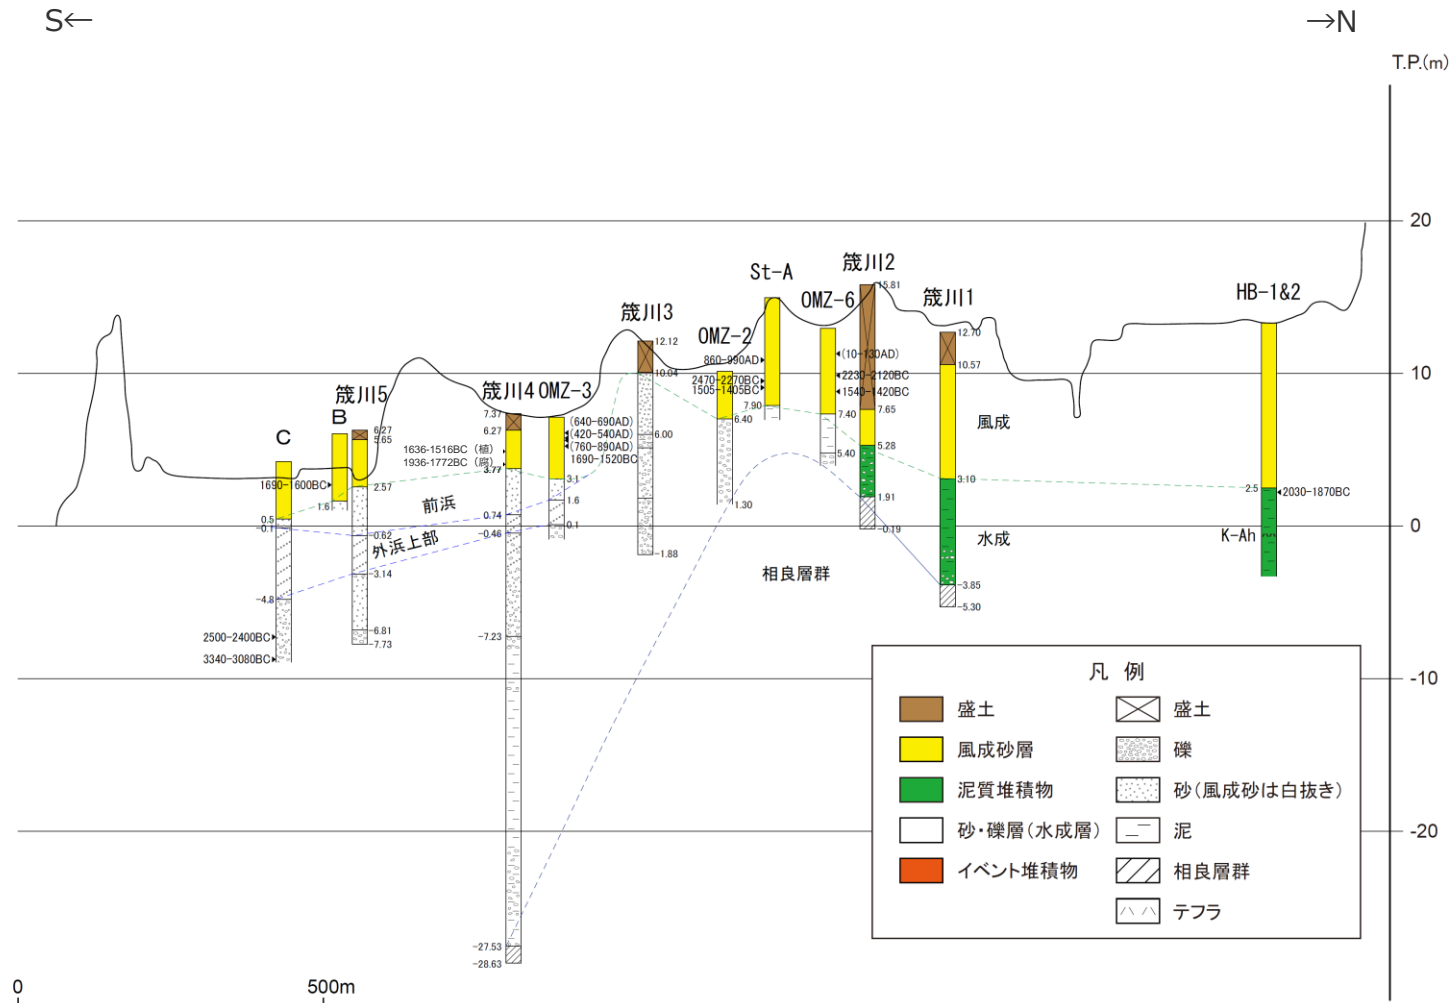 S←
→N
T.P.(m)
20
10
0
-10
-20
C
1690-1600BC
0.5
-0.1
-4.8
2500-2400BC
3340-3080BC
B
1.6
筬川5
6.27
5.65
2.57
-0.62
-3.14
-6.81
-7.73
筬川4
7.37
6.27
1636-1516BC（植）
1936-1772BC（腐）
3.77
0.74
-0.46
-7.23
-27.53
-28.63
OMZ-3
(640-690AD)
(420-540AD)
(760-890AD)
1690-1520BC
3.1
1.6
0.1
前浜
外浜上部
筬川3
12.12
10.04
6.00
-1.88
OMZ-2
6.40
1.30
St-A
860-990AD
2470-2270BC
1505-1405BC
7.90
OMZ-6
(10-130AD)
2230-2120BC
1540-1420BC
7.40
5.40
筬川2
15.81
7.65
5.28
1.91
-0.19
筬川1
12.70
10.57
3.10
-3.85
-5.30
風成
水成
相良層群
HB-1&2
2.5
2030-1870BC
K-Ah
凡 例
盛土
盛土
風成砂層
礫
泥質堆積物
砂（風成砂は白抜き）
砂・礫層（水成層）
泥
イベント堆積物
相良層群
テフラ
0
500m